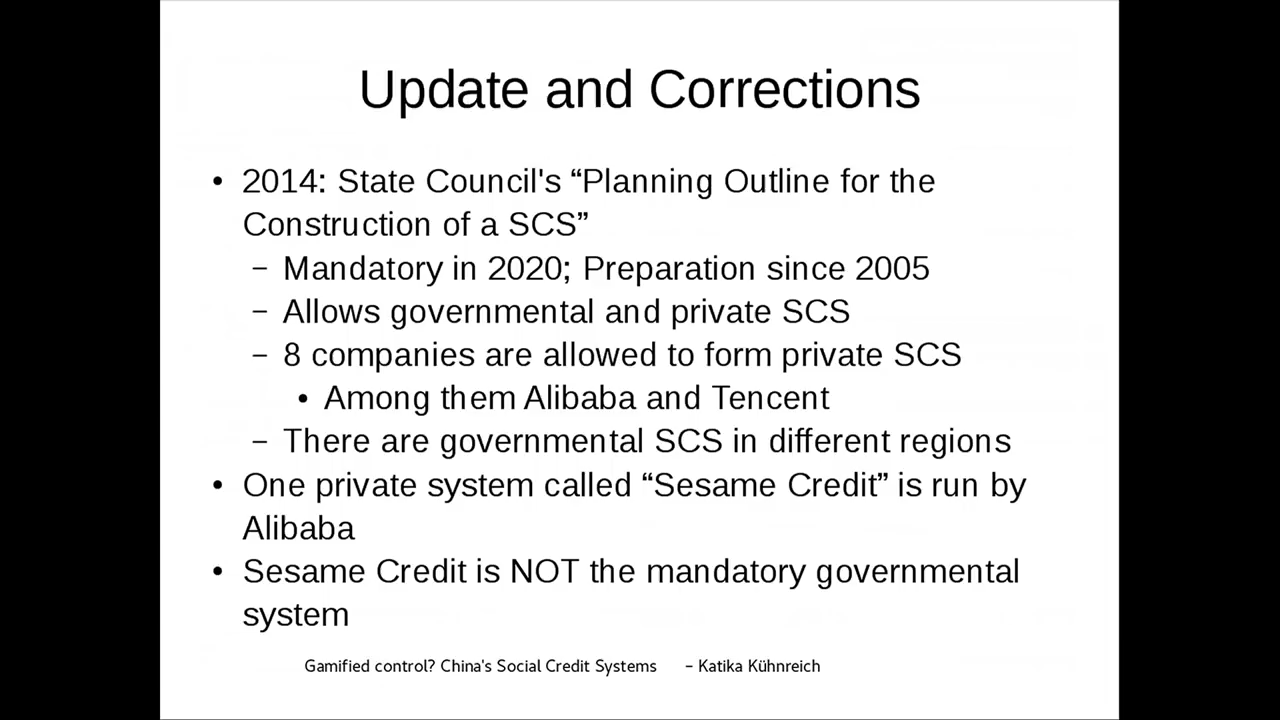 Update and Corrections
• 2014: State Council's “Planning Outline for the
Construction of a SCS”
– Mandatory in 2020; Preparation since 2005
– Allows governmental and private SCS
– 8 companies are allowed to form private SCS
• Among them Alibaba and Tencent
– There are governmental SCS in different regions
• One private system called “Sesame Credit” is run by
Alibaba
• Sesame Credit is NOT the mandatory governmental
system
Gamified control? China's Social Credit Systems – Katika Kühnreich